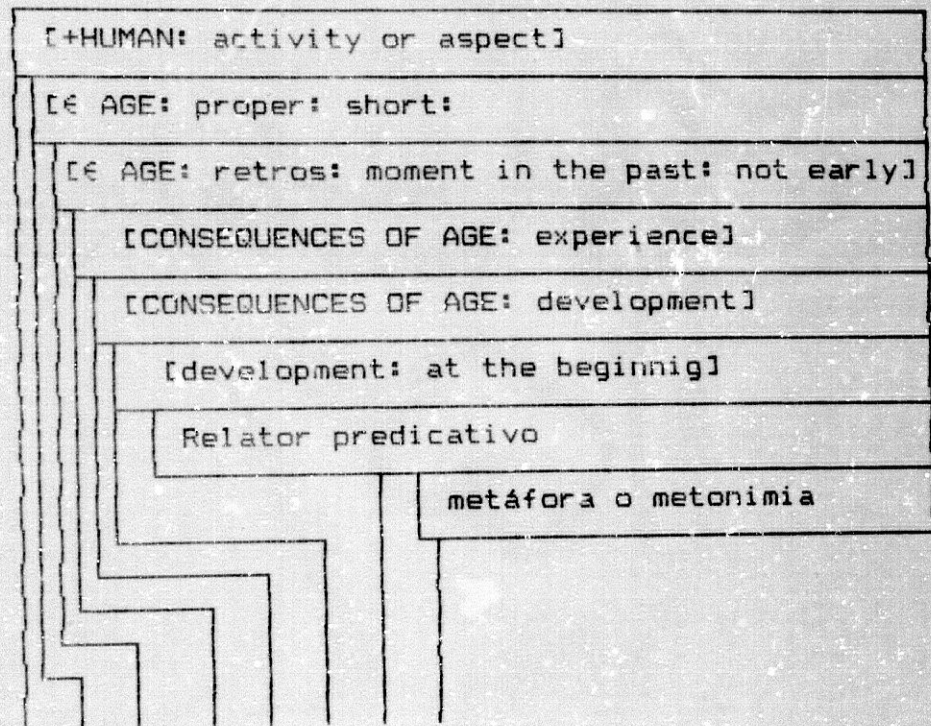 [+HUMAN: activity or aspect]
[€ AGE: proper: short:
[€ AGE: retros: moment in the past: not early]
[CONSEQUENCES OF AGE: experience]
[CONSEQUENCES OF AGE: development]
[development: at the beginnig]
Relator predicativo
metáfora o metonimia